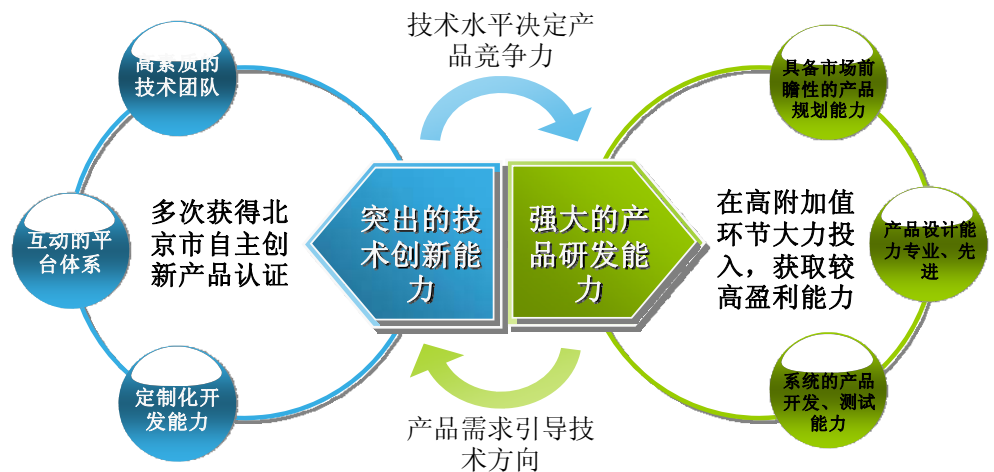 技术水平决定产
品竞争力
高素质的
技术团队
互动的平
台体系
定制化开
发能力
多次获得北
京市自主创
新产品认证
突出的技
术创新能
力
强大的产
品研发能
力
在高附加值
环节大力投
入，获取较
高盈利能力
具备市场前
瞻性的产品
规划能力
产品设计能
力专业、先
进
系统的产品
开发、测试
能力
产品需求引导技
术方向